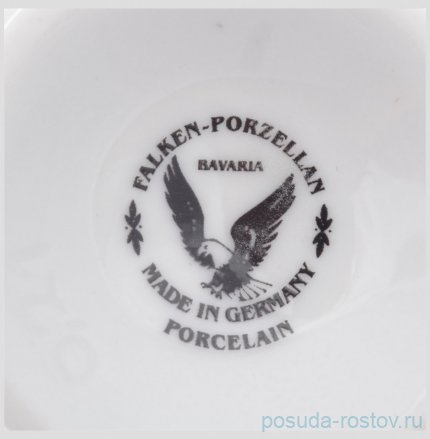 FALKEN-PORZELLAN
BAVARIA
MADE IN GERMANY
PORCELAIN
posuda-rostov.ru